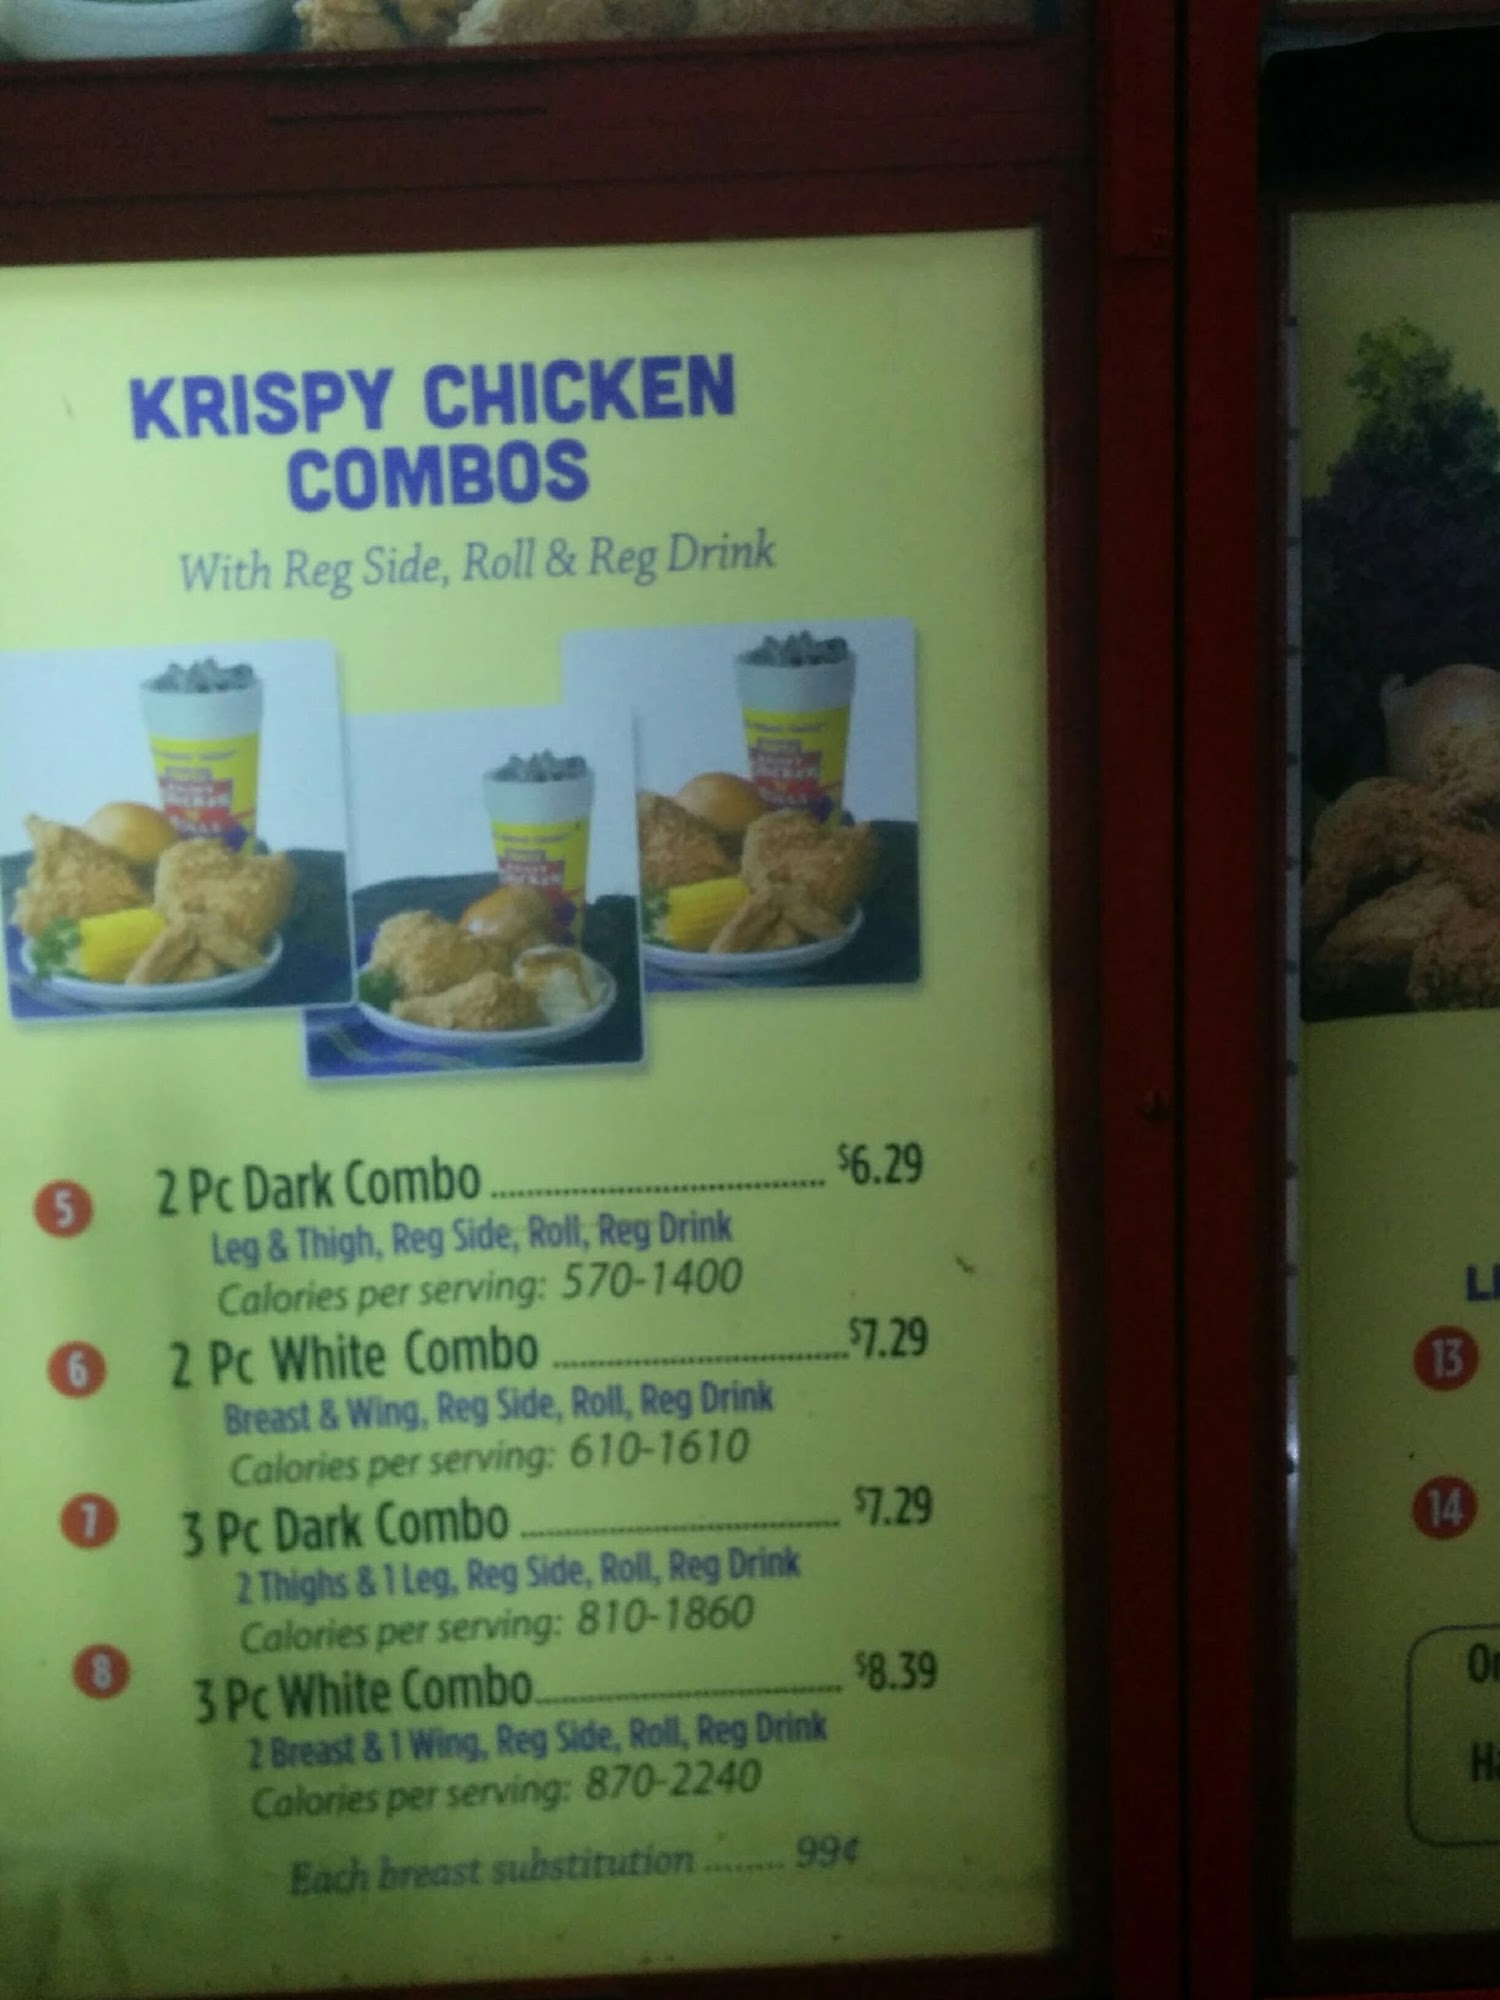 KRISPY CHICKEN
COMBOS
With Reg Side, Roll & Reg Drink
5 2 Pc Dark Combo ........................................ $6.29
Leg & Thigh, Reg Side, Roll, Reg Drink
Calories per serving: 570-1400
6 2 Pc White Combo ....................................$7.29
Breast & Wing, Reg Side, Roll, Reg Drink
Calories per serving: 610-1610
7 3 Pc Dark Combo ...................................... $7.29
2 Thighs & 1 Leg, Reg Side, Roll, Reg Drink
Calories per serving: 810-1860
8 3 Pc White Combo..................................... $8.39
2 Breast & 1 Wing, Reg Side, Roll, Reg Drink
Calories per serving: 870-2240
Each breast substitution ........ 99¢
13
14